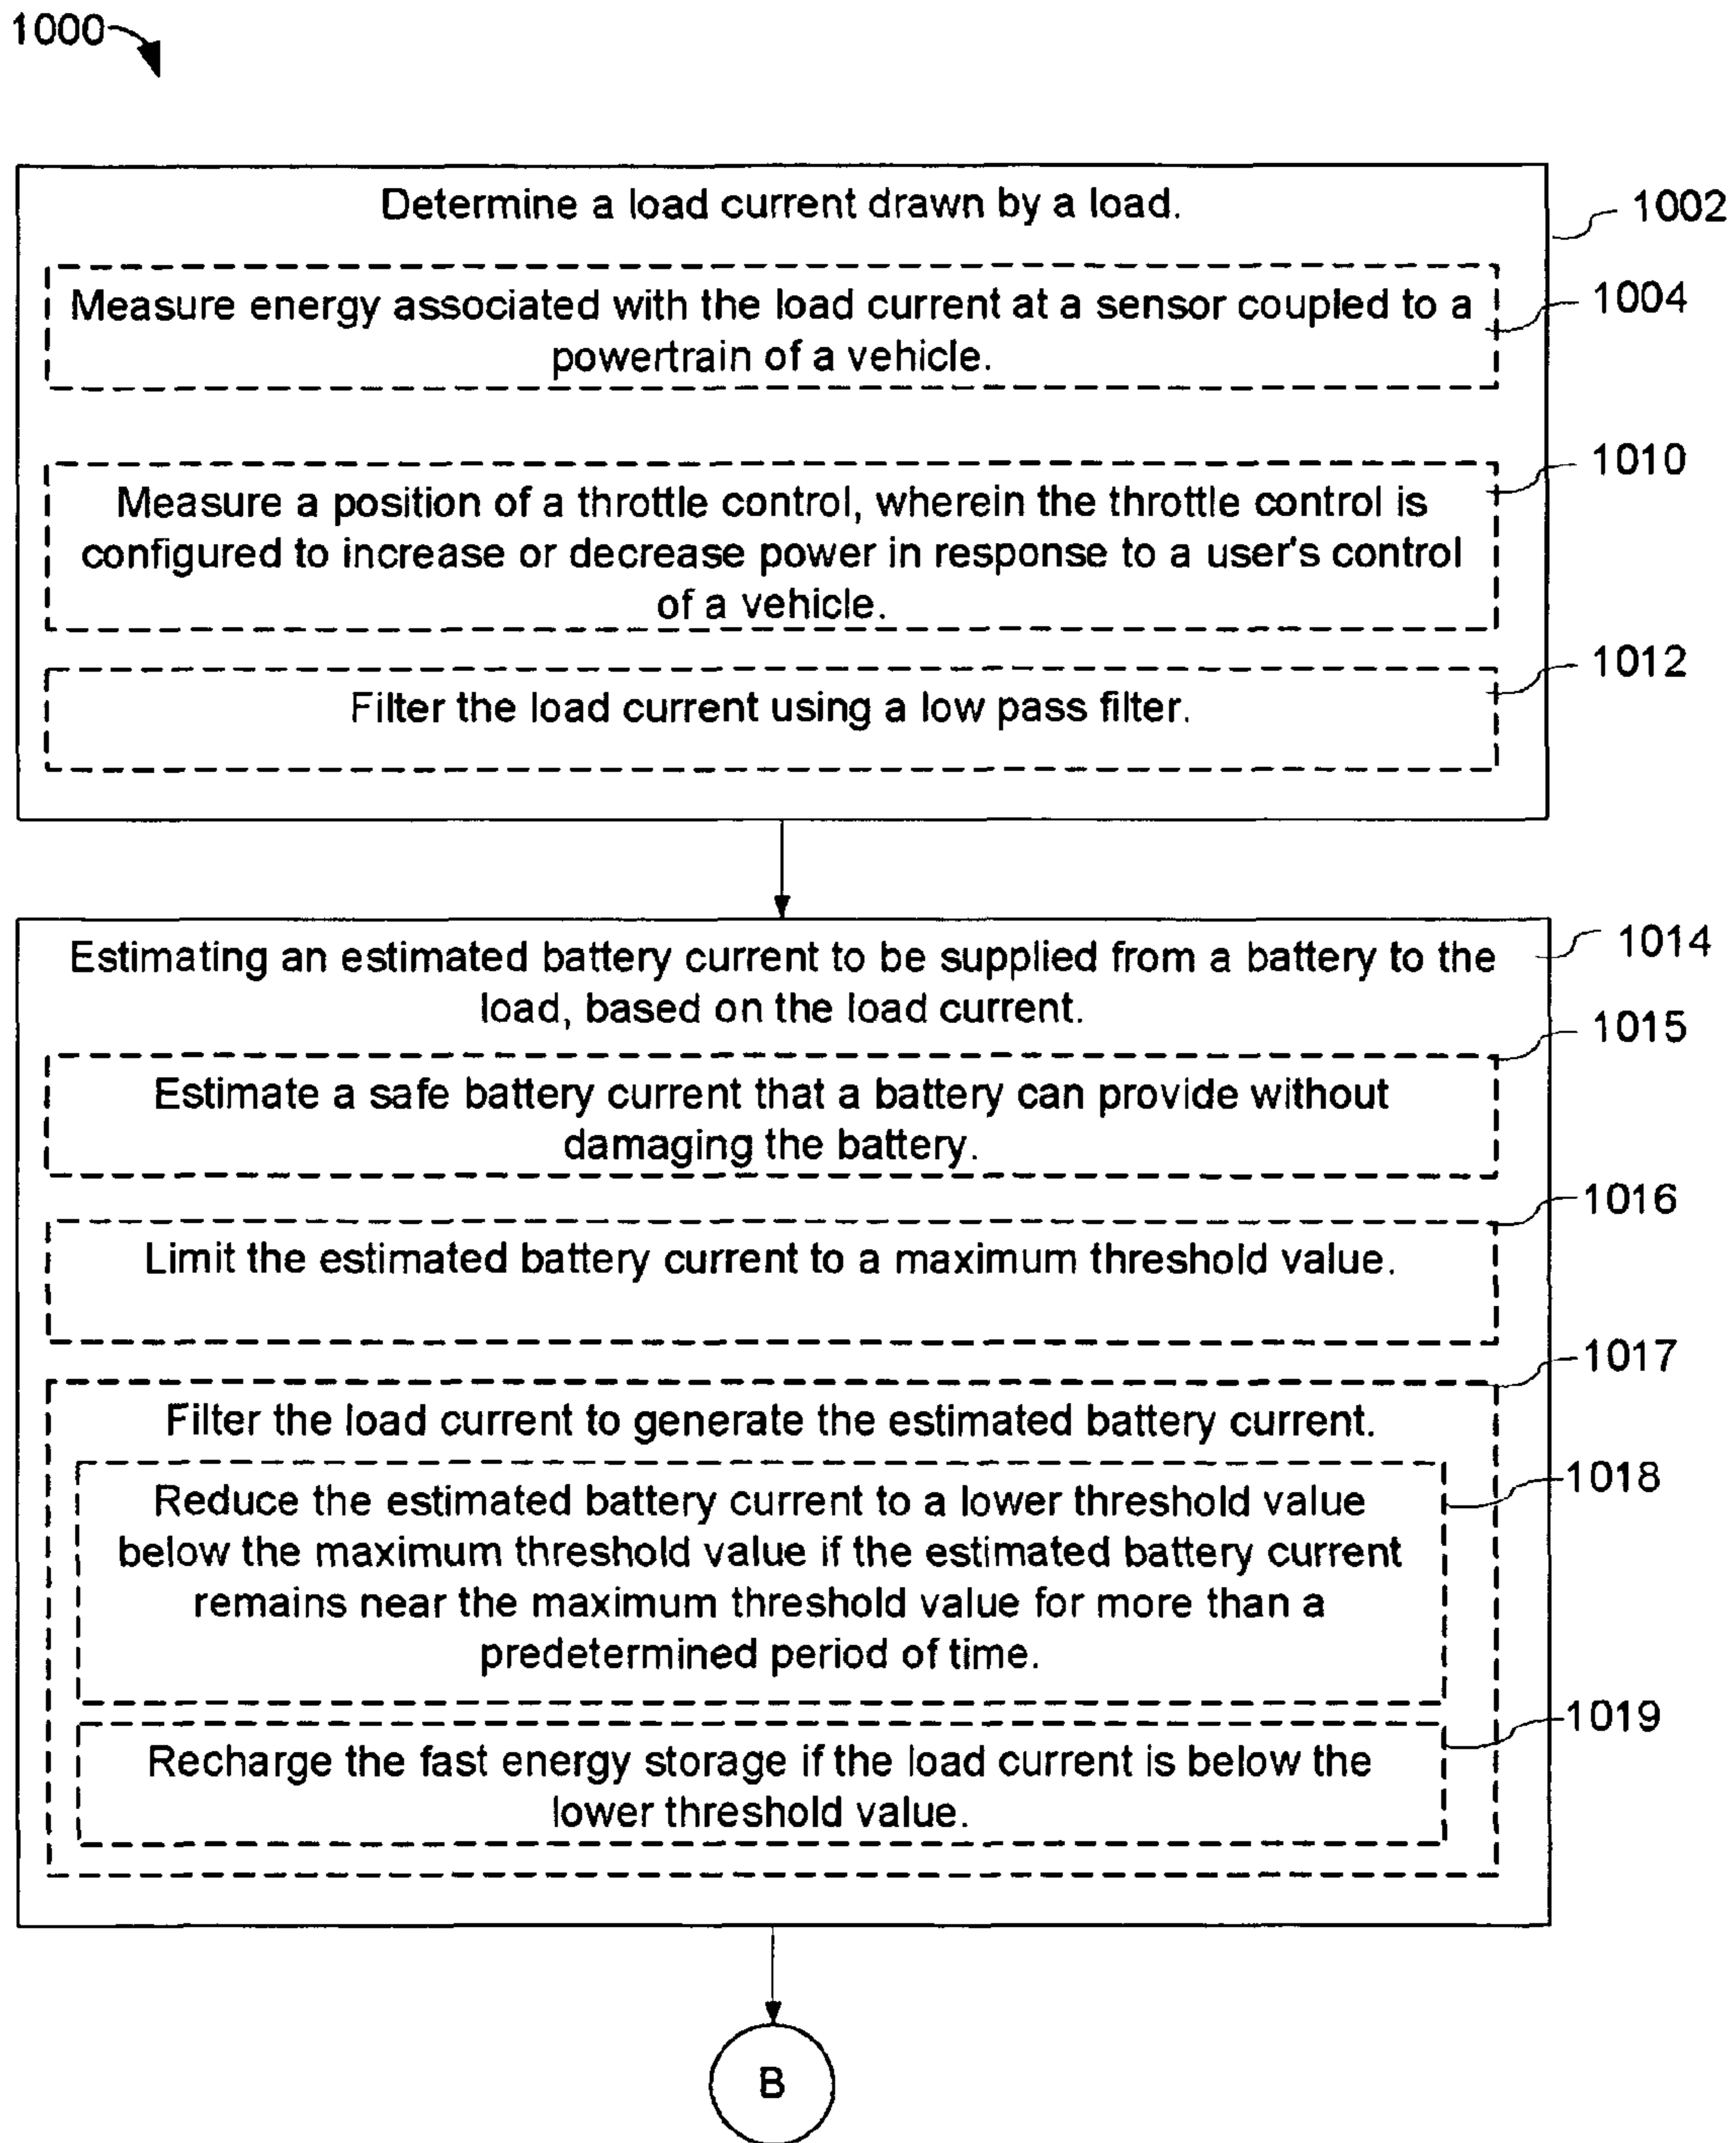 1000
Determine a load current drawn by a load.
1002
Measure energy associated with the load current at a sensor coupled to a
powertrain of a vehicle.
1004
Measure a position of a throttle control, wherein the throttle control is
configured to increase or decrease power in response to a user's control
of a vehicle.
1010
Filter the load current using a low pass filter.
1012
Estimating an estimated battery current to be supplied from a battery to the
load, based on the load current.
1014
Estimate a safe battery current that a battery can provide without
damaging the battery.
1015
Limit the estimated battery current to a maximum threshold value.
1016
Filter the load current to generate the estimated battery current.
1017
Reduce the estimated battery current to a lower threshold value
below the maximum threshold value if the estimated battery current
remains near the maximum threshold value for more than a
predetermined period of time.
1018
Recharge the fast energy storage if the load current is below the
lower threshold value.
1019
B